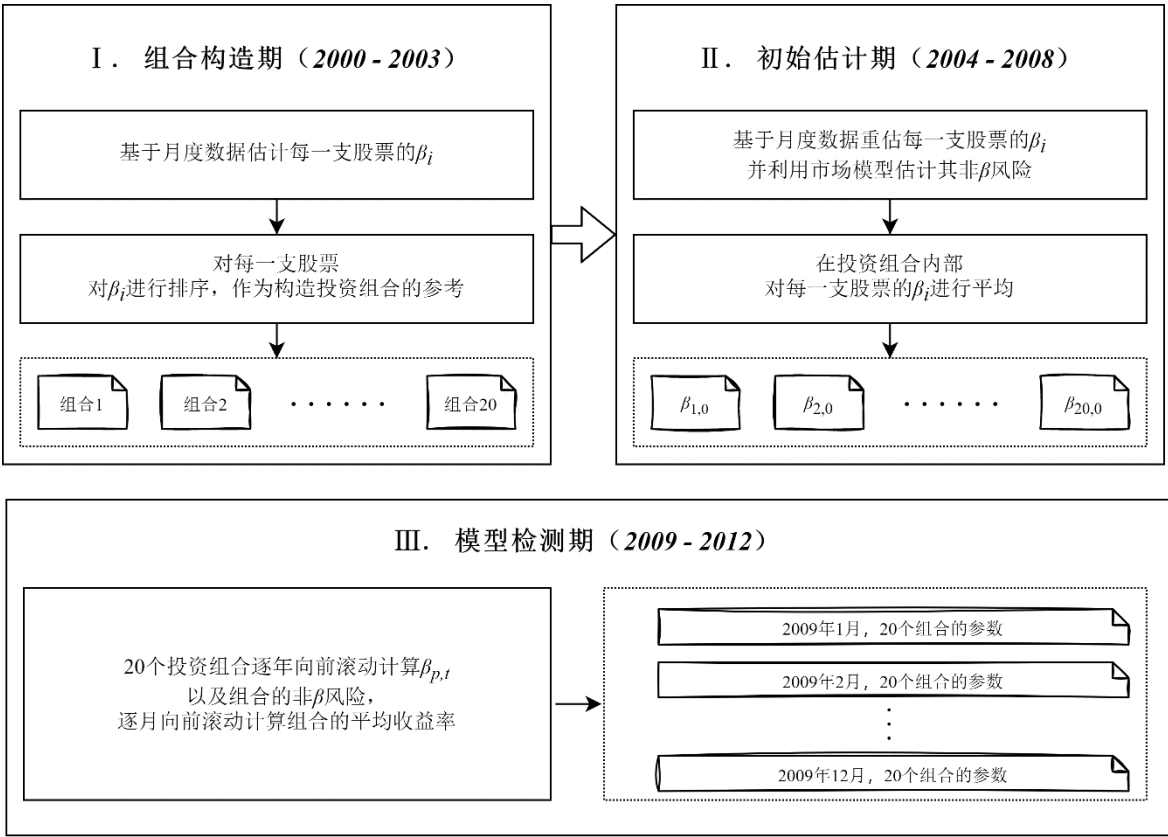 Ⅰ. 组合构造期（2000 - 2003）
基于月度数据估计每一支股票的βi
对每一支股票
对βi进行排序，作为构造投资组合的参考
组合1
组合2
······
组合20
Ⅱ. 初始估计期（2004 - 2008）
基于月度数据重估每一支股票的βi
并利用市场模型估计其非β风险
在投资组合内部
对每一支股票的βi进行平均
β1,0
β2,0
······
β20,0
Ⅲ. 模型检测期（2009 - 2012）
20个投资组合逐年向前滚动计算βp,t
以及组合的非β风险，
逐月向前滚动计算组合的平均收益率
2009年1月，20个组合的参数
2009年2月，20个组合的参数
⋮
2009年12月，20个组合的参数